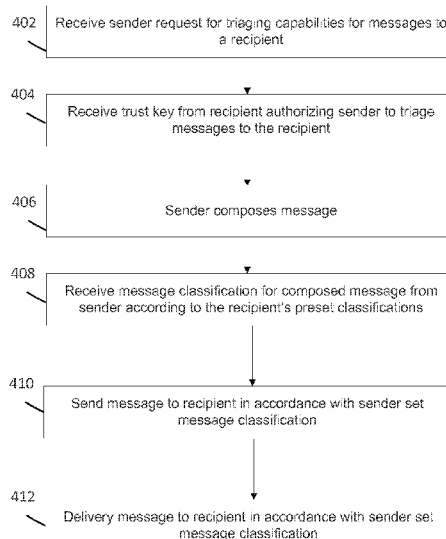 402
Receive sender request for triaging capabilities for messages to
a recipient
404
Receive trust key from recipient authorizing sender to triage
messages to the recipient
406
Sender composes message
408
Receive message classification for composed message from
sender according to the recipient's preset classifications
410
Send message to recipient in accordance with sender set
message classification
412
Delivery message to recipient in accordance with sender set
message classification